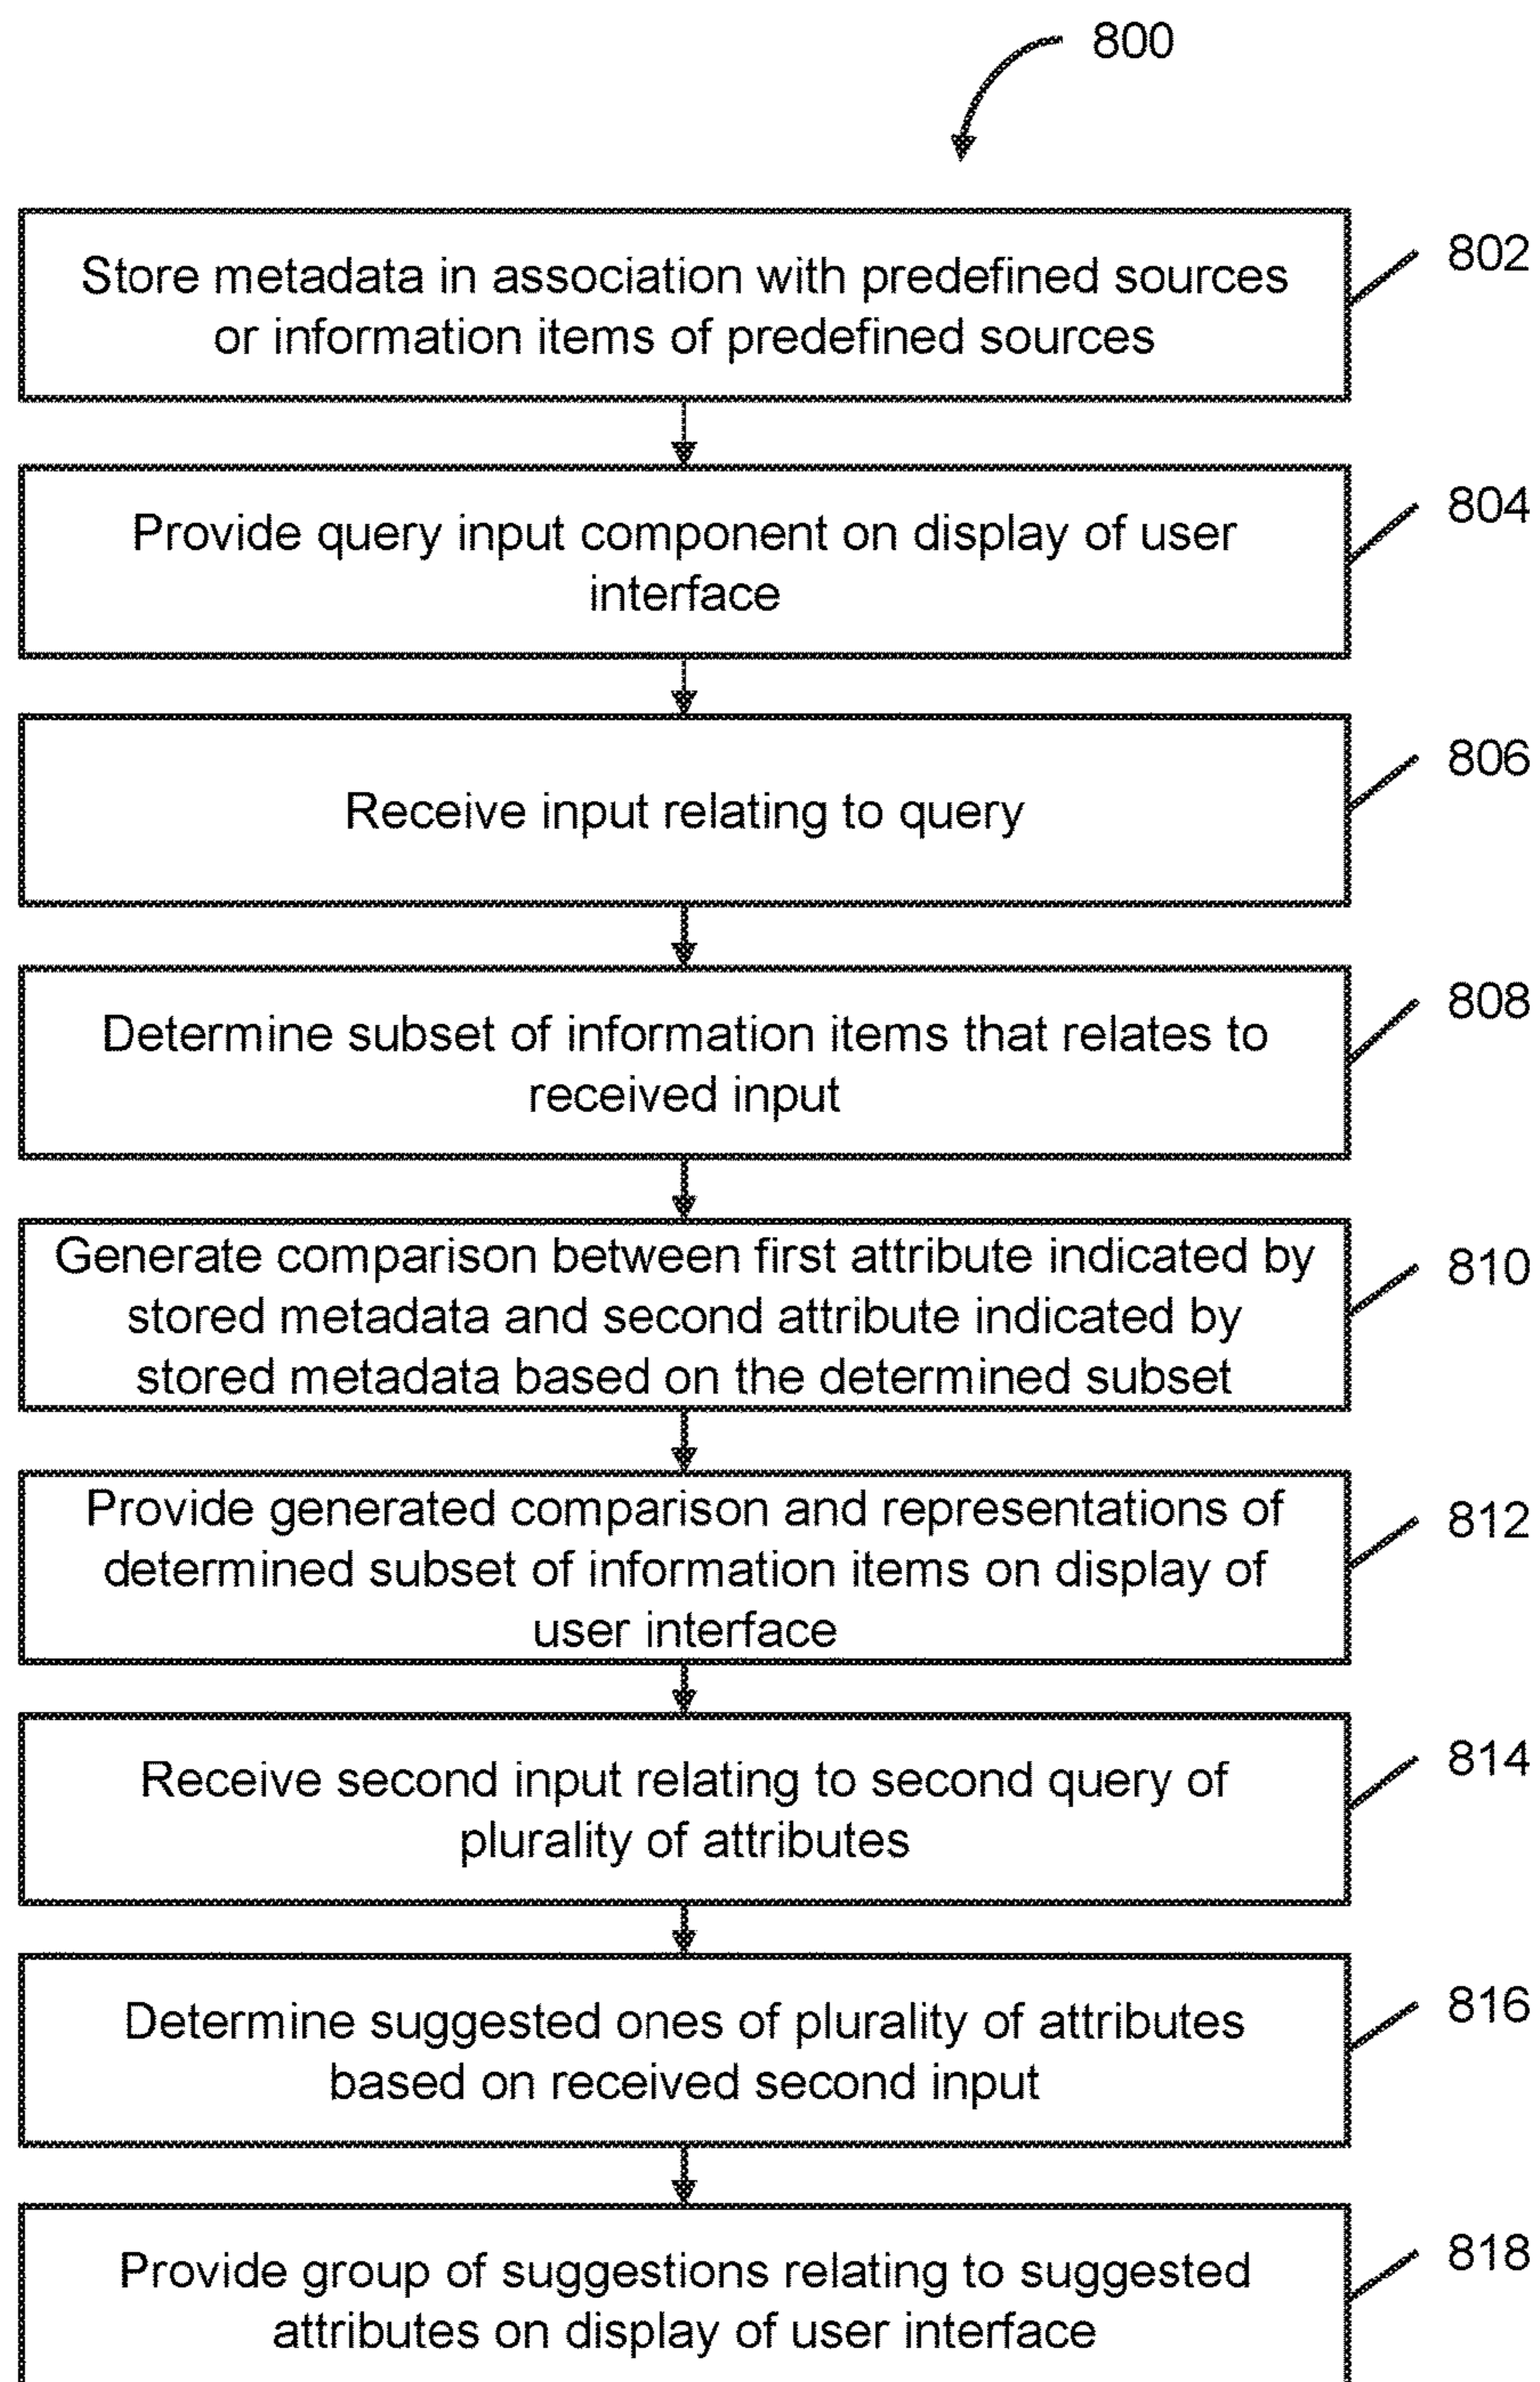 800
Store metadata in association with predefined sources
or information items of predefined sources
802
Provide query input component on display of user
interface
804
Receive input relating to query
806
Determine subset of information items that relates to
received input
808
Generate comparison between first attribute indicated by
stored metadata and second attribute indicated by
stored metadata based on the determined subset
810
Provide generated comparison and representations of
determined subset of information items on display of
user interface
812
Receive second input relating to second query of
plurality of attributes
814
Determine suggested ones of plurality of attributes
based on received second input
816
Provide group of suggestions relating to suggested
attributes on display of user interface
818